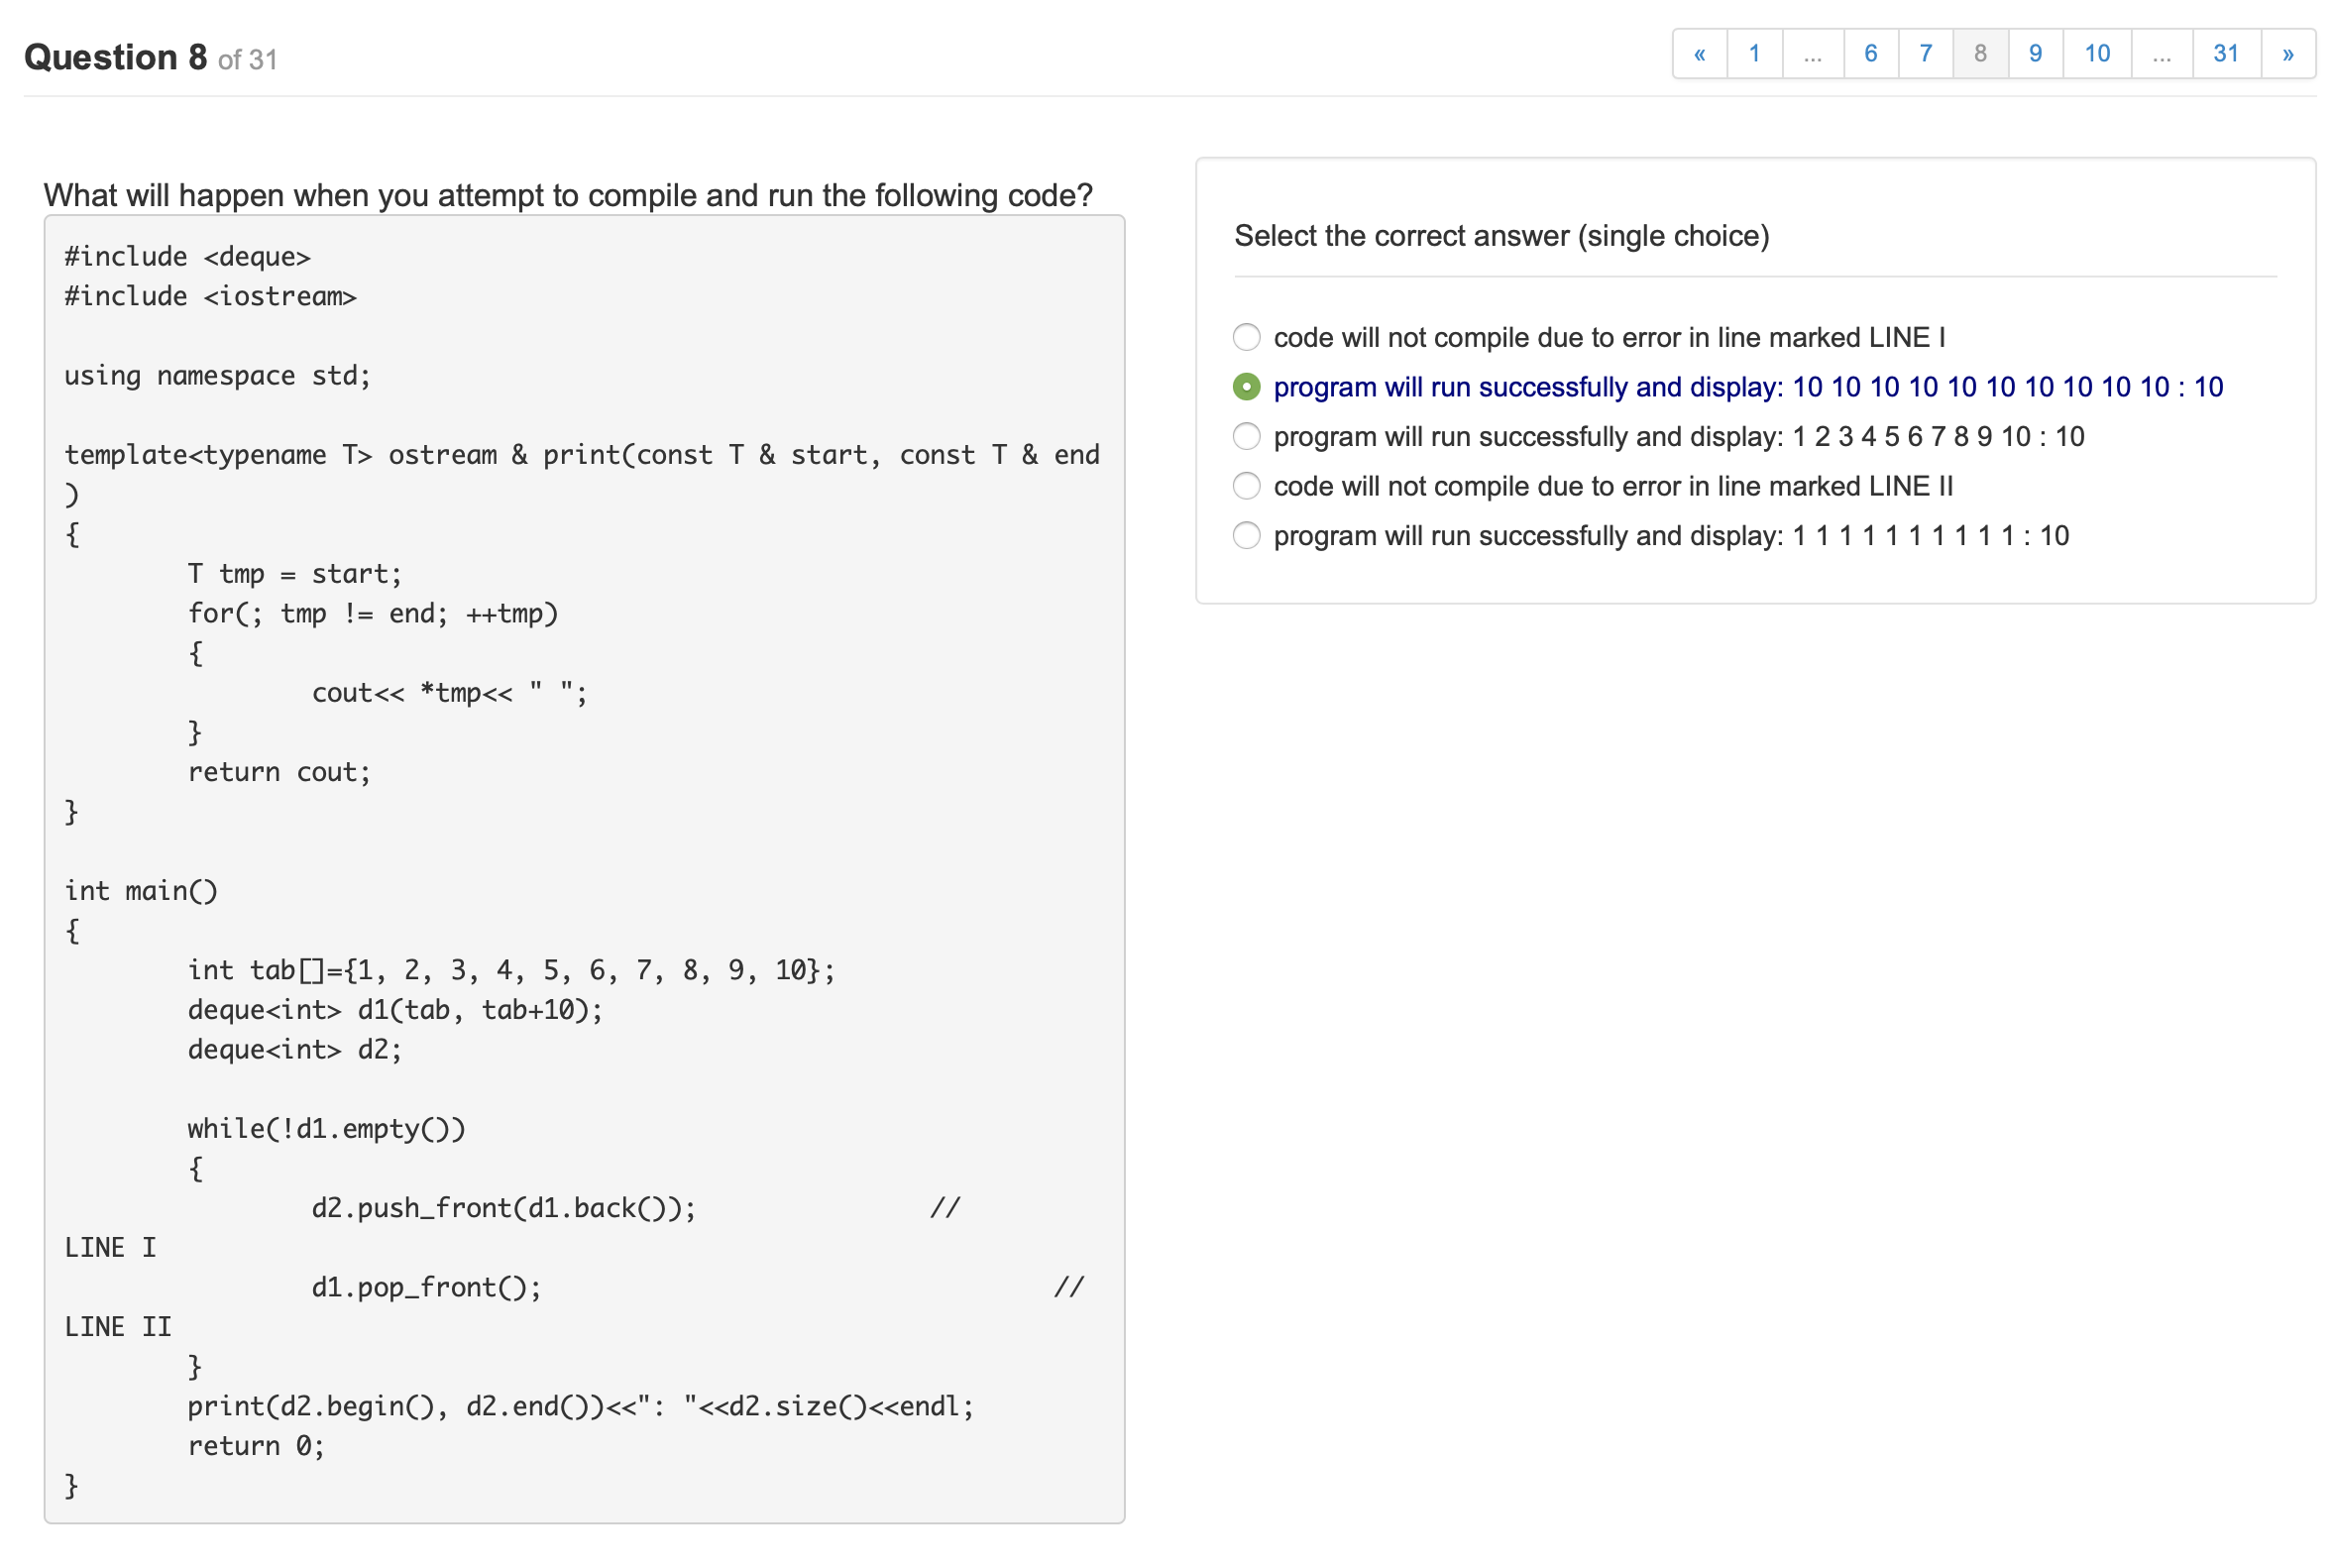 Question 8 of 31
« 1 ... 6 7 8 9 10 ... 31 »
What will happen when you attempt to compile and run the following code?
#include <deque>
#include <iostream>
using namespace std;
template<typename T> ostream & print(const T & start, const T & end
)
{
T tmp = start;
for(; tmp != end; ++tmp)
{
cout<< *tmp<< " ";
}
return cout;
}
int main()
{
int tab[]={1, 2, 3, 4, 5, 6, 7, 8, 9, 10};
deque<int> d1(tab, tab+10);
deque<int> d2;
while(!d1.empty())
{
d2.push_front(d1.back()); //
LINE I
d1.pop_front(); //
LINE II
}
print(d2.begin(), d2.end())<<": "<<d2.size()<<endl;
return 0;
}
Select the correct answer (single choice)
code will not compile due to error in line marked LINE I
program will run successfully and display: 10 10 10 10 10 10 10 10 10 10 : 10
program will run successfully and display: 1 2 3 4 5 6 7 8 9 10 : 10
code will not compile due to error in line marked LINE II
program will run successfully and display: 1 1 1 1 1 1 1 1 1 1 : 10